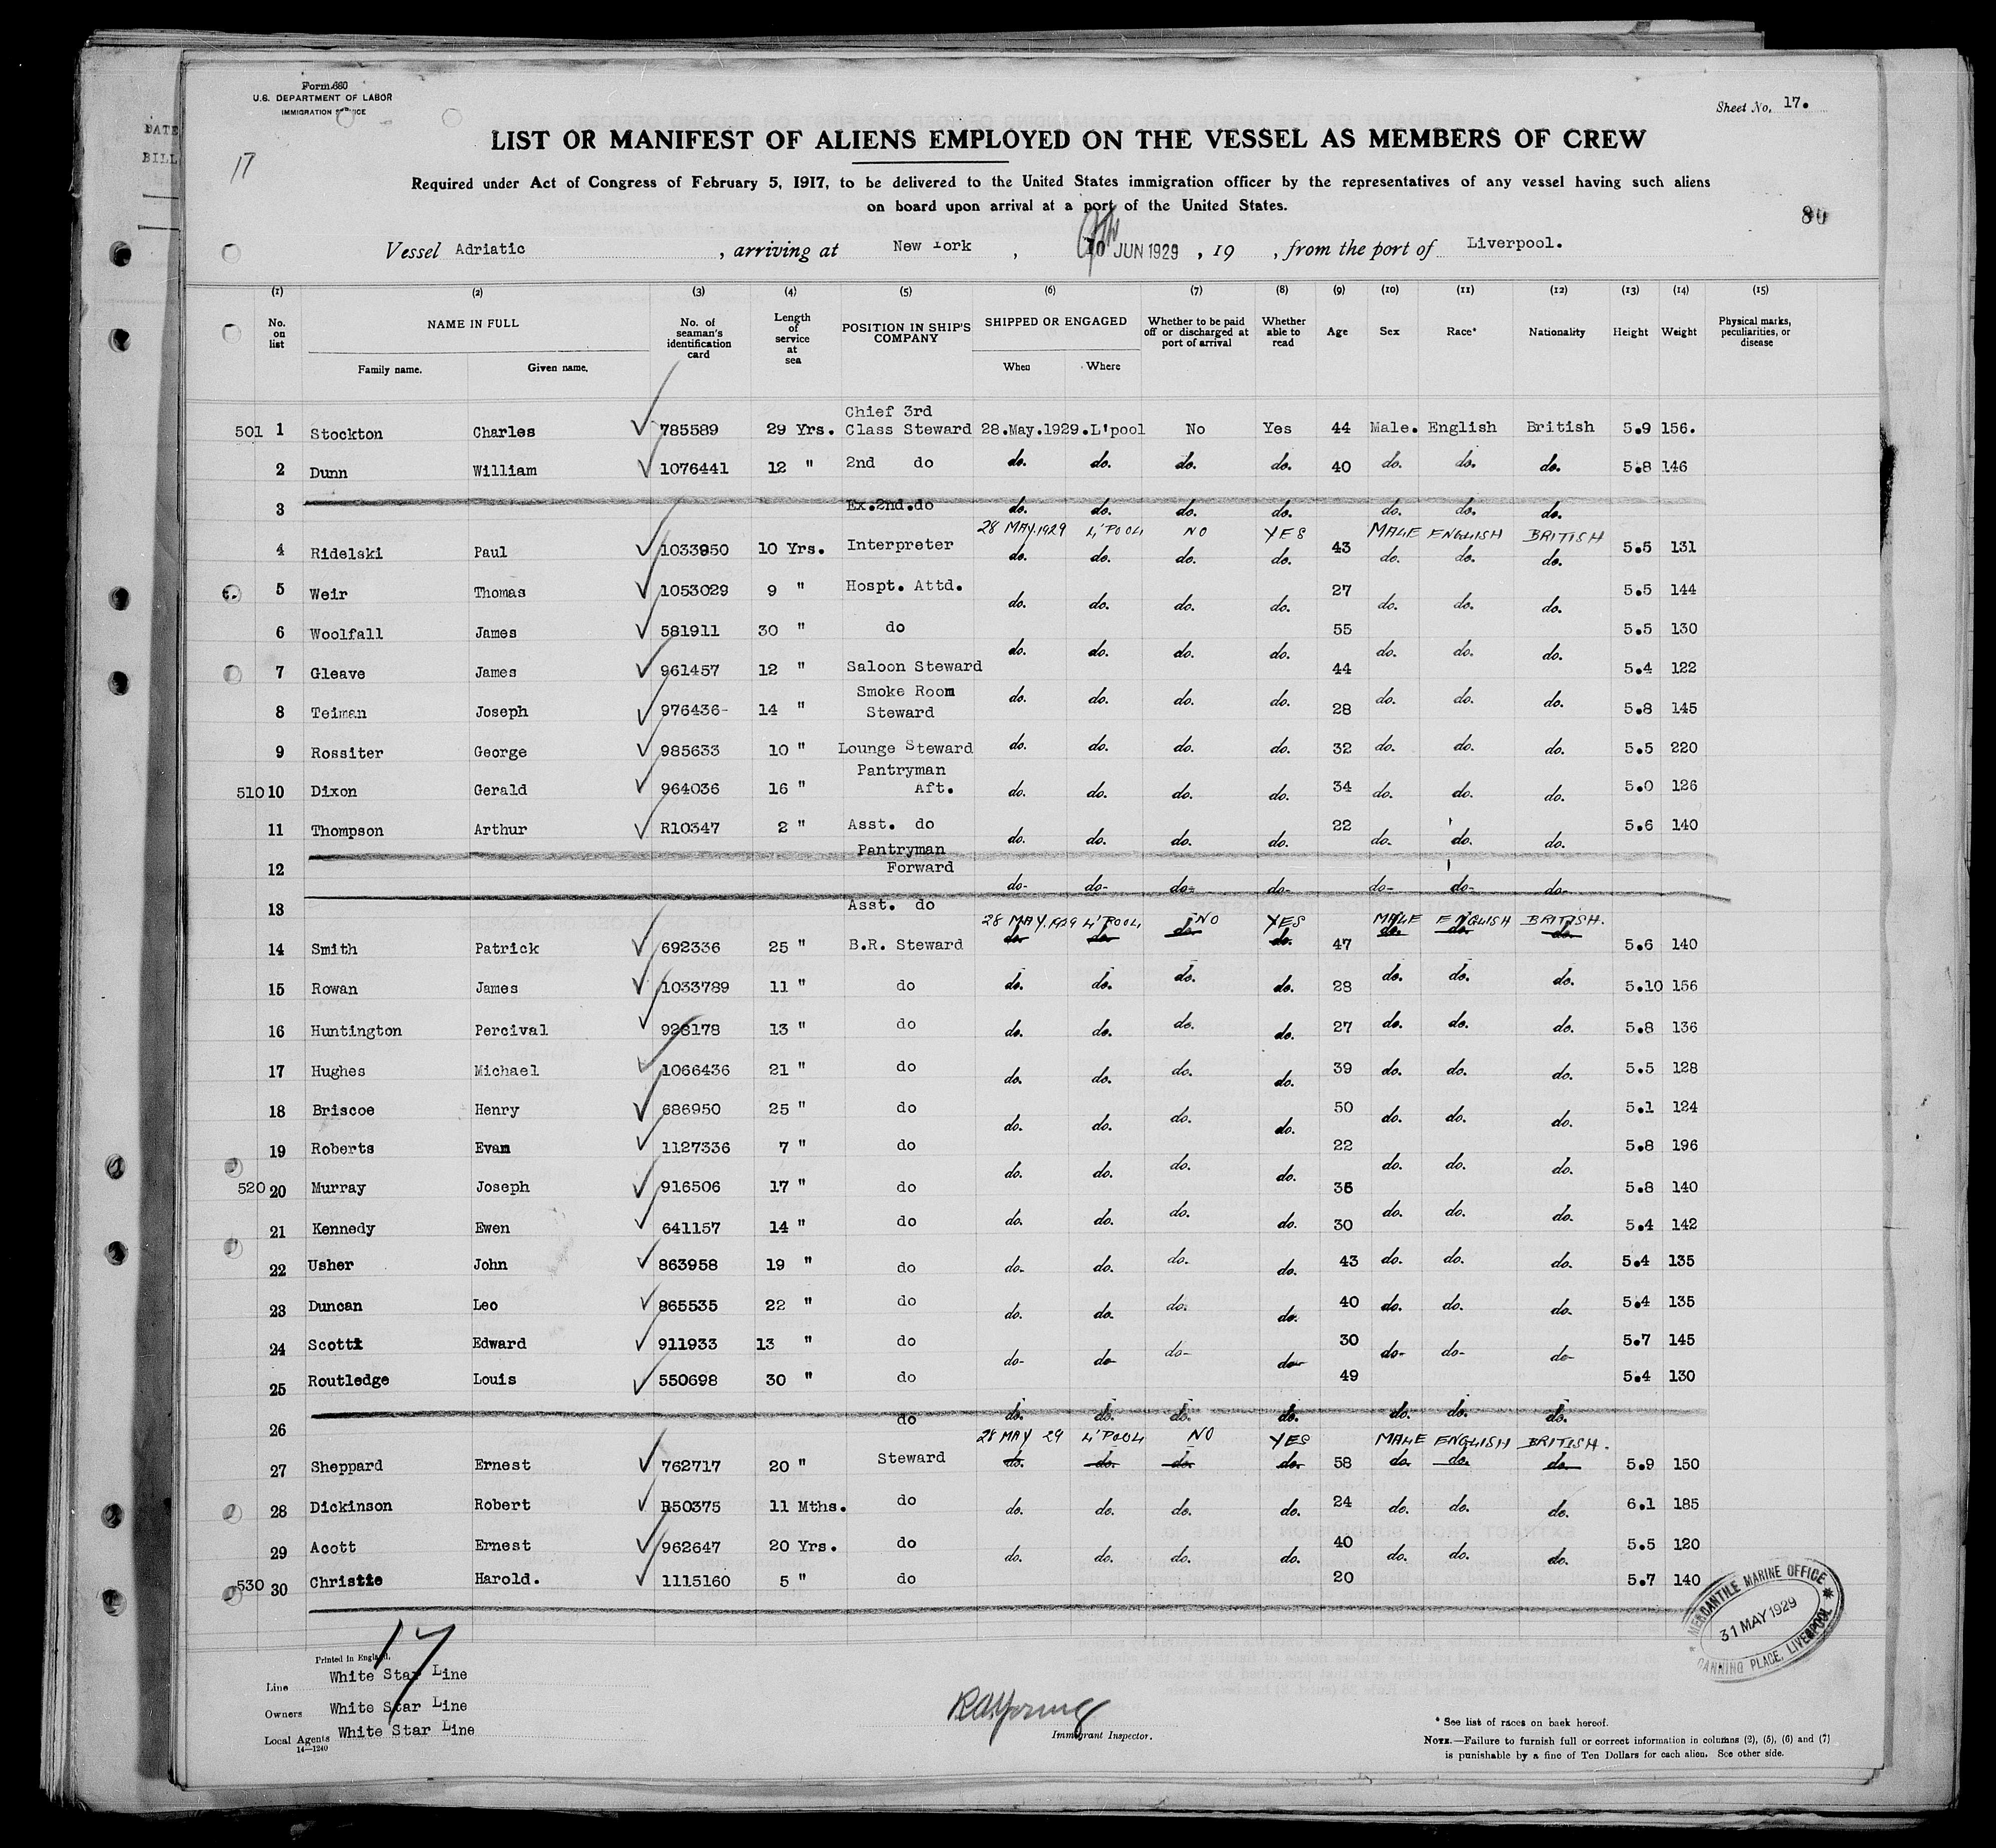 Form 680
U.S. DEPARTMENT OF LABOR
IMMIGRATION SERVICE
Sheet No. 17.
DATE
BILL
17
LIST OR MANIFEST OF ALIENS EMPLOYED ON THE VESSEL AS MEMBERS OF CREW
Required under Act of Congress of February 5, 1917, to be delivered to the United States immigration officer by the representatives of any vessel having such aliens
on board upon arrival at a port of the United States.
80
Vessel Adriatic , arriving at New York , JUN 1929 , 19 , from the port of Liverpool.
(1) (2) (3) (4) (5) (6) (7) (8) (9) (10) (11) (12) (13) (14) (15)
No. on list NAME IN FULL No. of seaman's identification card Length of service at sea POSITION IN SHIP'S COMPANY SHIPPED OR ENGAGED Whether to be paid off or discharged at port of arrival Whether able to read Age Sex Race* Nationality Height Weight Physical marks, peculiarities, or disease
Family name. Given name. When Where
Chief 3rd
501 1 Stockton Charles 785589 29 Yrs. Class Steward 28.May.1929. L'pool No Yes 44 Male. English British 5.9 156.
2 Dunn William 1076441 12 " 2nd do do. do. do. do. 40 do. do. do. 5.8 146
3 Ex.2nd.do do. do. do. do. do. do. do.
28 MAY.1929 L'POOL NO YES MALE ENGLISH BRITISH
4 Ridelski Paul 1033950 10 Yrs. Interpreter do. do. do. do. 43 do. do. do. 5.5 131
5 Weir Thomas 1053029 9 " Hospt. Attd. do. do. do. do. 27 do. do. do. 5.5 144
6 Woolfall James 581911 30 " do do. do. do. do. 55 do. do. do. 5.5 130
7 Gleave James 961457 12 " Saloon Steward 44 5.4 122
Smoke Room
8 Teiman Joseph 976436- 14 " Steward do. do. do. do. 28 do. do. do. 5.8 145
9 Rossiter George 985633 10 " Lounge Steward do. do. do. do. 32 do. do. do. 5.5 220
Pantryman
510 10 Dixon Gerald 964036 16 " Aft. do. do. do. do. 34 do. do. do. 5.0 126
11 Thompson Arthur R10347 2 " Asst. do do. do. do. do. 22 do. do. do. 5.6 140
Pantryman
12 Forward do- do- do- do- do- do- do-
13 Asst. do
28 MAY.1929 L'POOL NO YES MALE ENGLISH BRITISH.
14 Smith Patrick 692336 25 " B.R. Steward do. do. do. do. 47 do. do. do. 5.6 140
15 Rowan James 1033789 11 " do do. do. do. do. 28 do. do. do. 5.10 156
16 Huntington Percival 928178 13 " do do. do. do. do. 27 do. do. do. 5.8 136
17 Hughes Michael 1066436 21 " do do. do. do. do. 39 do. do. do. 5.5 128
18 Briscoe Henry 686950 25 " do do. do. do. do. 50 do. do. do. 5.1 124
19 Roberts Evan 1127336 7 " do do. do. do. do. 22 do. do. do. 5.8 196
520 20 Murray Joseph 916506 17 " do 36 5.8 140
21 Kennedy Ewen 641157 14 " do do. do. do. do. 30 do. do. do. 5.4 142
22 Usher John 863958 19 " do do. do. do. do. 43 do. do. do. 5.4 135
23 Duncan Leo 865535 22 " do do. do. do. do. 40 do. do. do. 5.4 135
24 Scott Edward 911933 13 " do do- do- do- do- 30 do- do- do- 5.7 145
25 Routledge Louis 550698 30 " do 49 5.4 130
26 do do. do. do. do. do. do. do.
28 MAY 29 L'POOL NO YES MALE ENGLISH BRITISH.
27 Sheppard Ernest 762717 20 " Steward do. do. do. do. 58 do. do. do. 5.9 150
28 Dickinson Robert R50375 11 Mths. do do. do. do. do. 24 do. do. do. 6.1 185
29 Acott Ernest 962647 20 Yrs. do do. do. do. do. 40 do. do. do. 5.5 120
530 30 Christie Harold. 1115160 5 " do 20 5.7 140
MERCANTILE MARINE OFFICE
31 MAY 1929
CANNING PLACE, LIVERPOOL
17
Printed in England.
Line White Star Line
Owners White Star Line
Local Agents White Star Line
14—1240
Immigrant Inspector.
* See list of races on back hereof.
NOTE.—Failure to furnish full or correct information in columns (2), (5), (6) and (7)
is punishable by a fine of Ten Dollars for each alien. See other side.